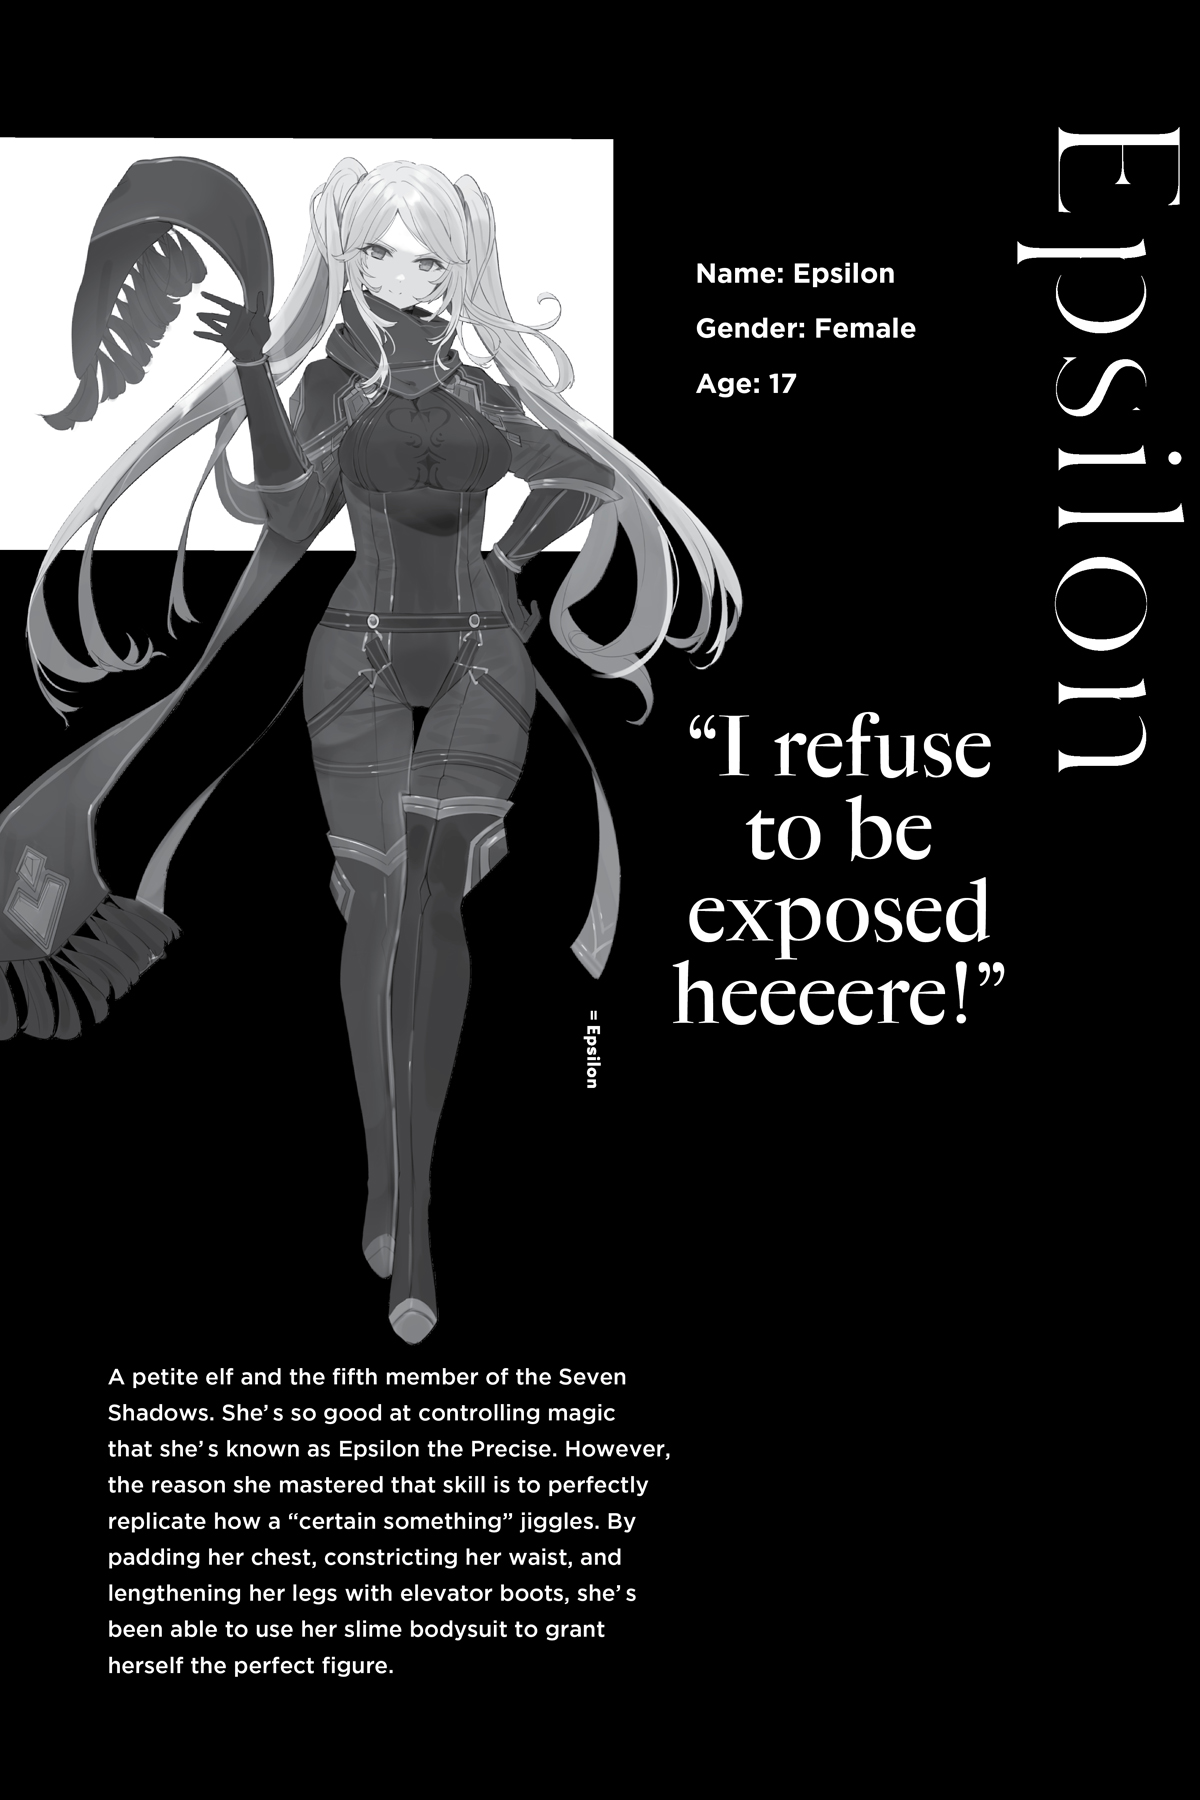 Epsilon
Name: Epsilon
Gender: Female
Age: 17
“I refuse
to be
exposed
heeeere!”
= Epsilon
A petite elf and the fifth member of the Seven
Shadows. She’s so good at controlling magic
that she’s known as Epsilon the Precise. However,
the reason she mastered that skill is to perfectly
replicate how a “certain something” jiggles. By
padding her chest, constricting her waist, and
lengthening her legs with elevator boots, she’s
been able to use her slime bodysuit to grant
herself the perfect figure.